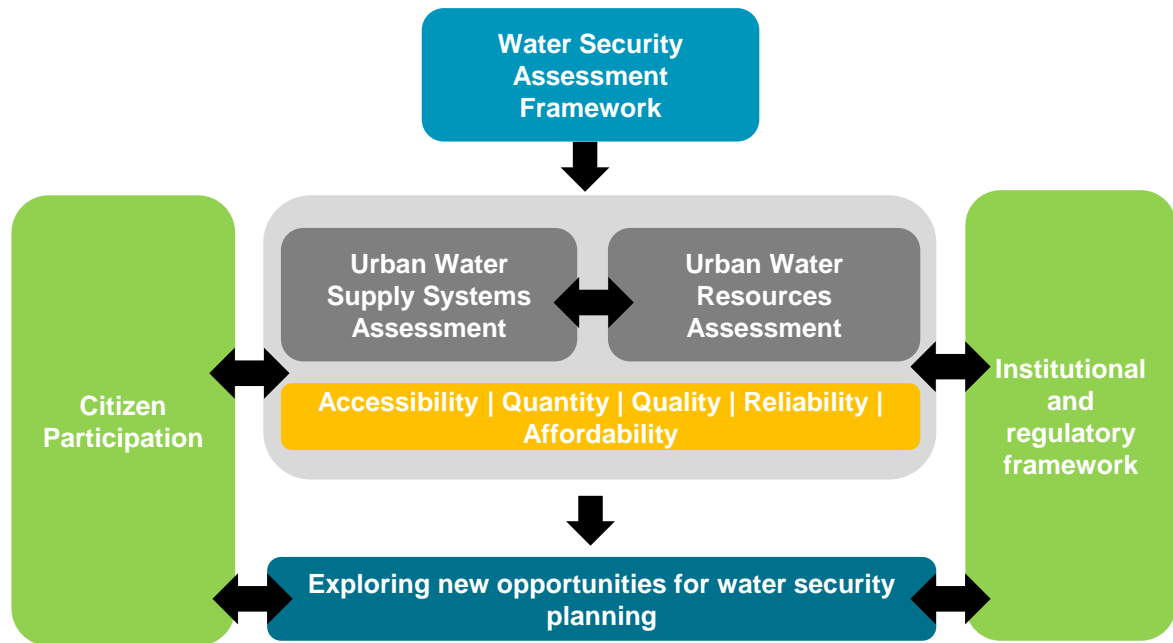 Water Security
Assessment
Framework
Urban Water
Supply Systems
Assessment
Urban Water
Resources
Assessment
Accessibility | Quantity | Quality | Reliability |
Affordability
Citizen
Participation
Institutional
and
regulatory
framework
Exploring new opportunities for water security
planning